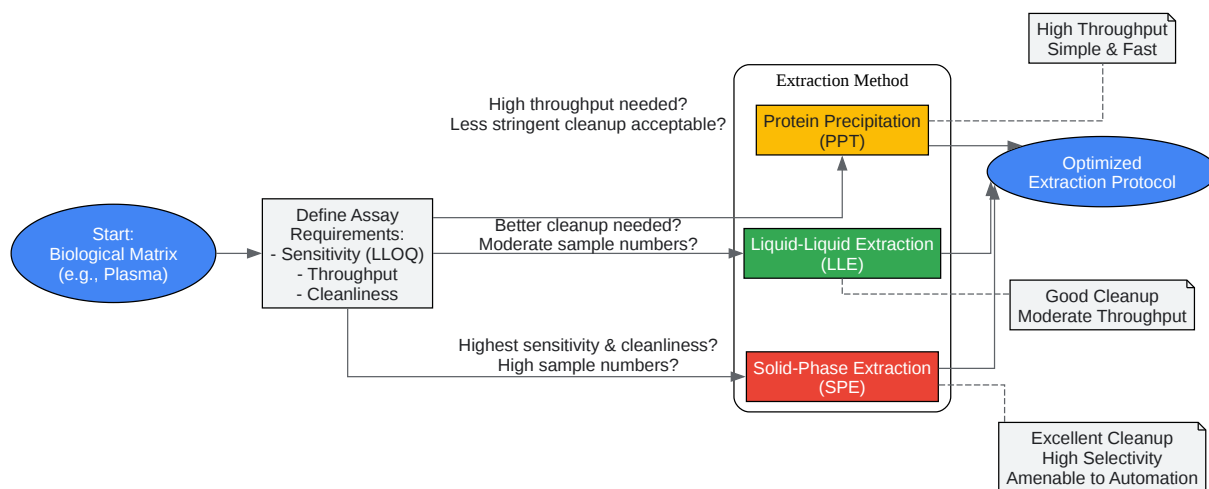 High Throughput
Simple & Fast
Extraction Method
High throughput needed?
Less stringent cleanup acceptable?
Protein Precipitation
(PPT)
Optimized
Extraction Protocol
Start:
Biological Matrix
(e.g., Plasma)
Define Assay
Requirements:
- Sensitivity (LLOQ)
- Throughput
- Cleanliness
Better cleanup needed?
Moderate sample numbers?
Liquid-Liquid Extraction
(LLE)
Good Cleanup
Moderate Throughput
Highest sensitivity & cleanliness?
High sample numbers?
Solid-Phase Extraction
(SPE)
Excellent Cleanup
High Selectivity
Amenable to Automation